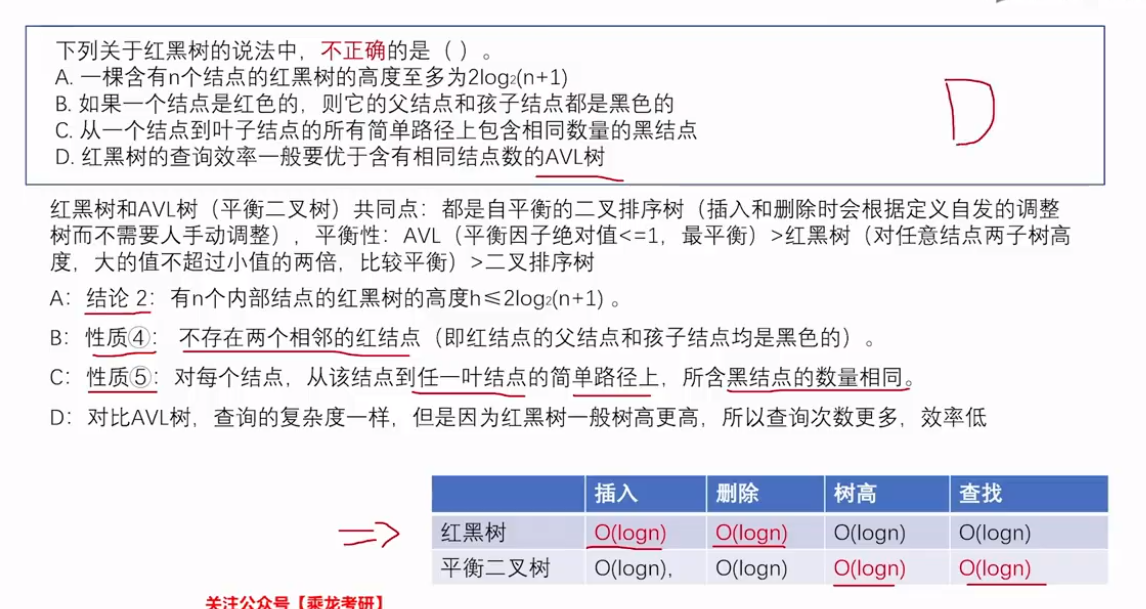 下列关于红黑树的说法中，不正确的是（ ）。
A. 一棵含有n个结点的红黑树的高度至多为2log₂(n+1)
B. 如果一个结点是红色的，则它的父结点和孩子结点都是黑色的
C. 从一个结点到叶子结点的所有简单路径上包含相同数量的黑结点
D. 红黑树的查询效率一般要优于含有相同结点数的AVL树
D
红黑树和AVL树（平衡二叉树）共同点：都是自平衡的二叉排序树（插入和删除时会根据定义自发的调整
树而不需要人手动调整），平衡性：AVL（平衡因子绝对值<=1，最平衡）>红黑树（对任意结点两子树高
度，大的值不超过小值的两倍，比较平衡）>二叉排序树
A：结论 2：有n个内部结点的红黑树的高度h≤2log₂(n+1) 。
B：性质④： 不存在两个相邻的红结点（即红结点的父结点和孩子结点均是黑色的）。
C：性质⑤：对每个结点，从该结点到任一叶结点的简单路径上，所含黑结点的数量相同。
D：对比AVL树，查询的复杂度一样，但是因为红黑树一般树高更高，所以查询次数更多，效率低
插入 删除 树高 查找
红黑树 O(logn) O(logn) O(logn) O(logn)
平衡二叉树 O(logn), O(logn) O(logn) O(logn)
关注公众号【乘龙考研】